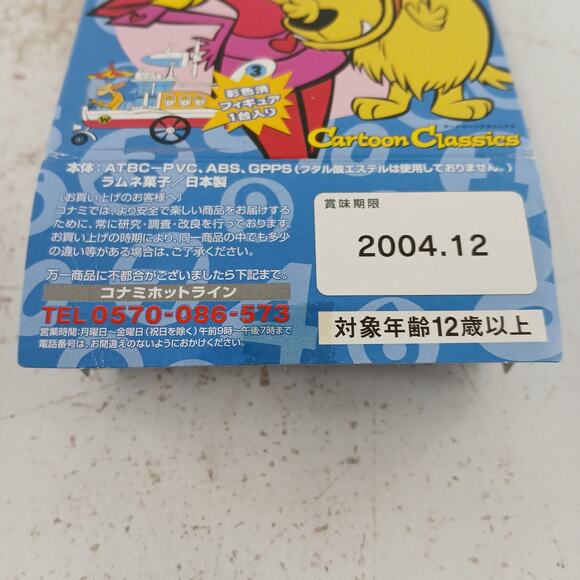 3
彩色済
フィギュア
1台入り
Cartoon Classics
本体:ATBC-PVC、ABS、GPPS(フタル酸エステルは使用しておりません。)
ラムネ菓子/日本製
〔お買い上げのお客様へ〕
コナミでは、より安全で楽しい商品をお届けする
ために、常に研究・調査・改良を行っております。
お買い上げの時期により、同一商品の中でも多少
の違い等がある場合は、ご了承ください。
万一商品に不都合がございましたら下記まで。
コナミホットライン
TEL 0570-086-573
営業時間:月曜日〜金曜日(祝日を除く)午前9時〜午後7時まで
電話番号は、お間違えのないようにおかけください。
賞味期限
2004.12
対象年齢12歳以上